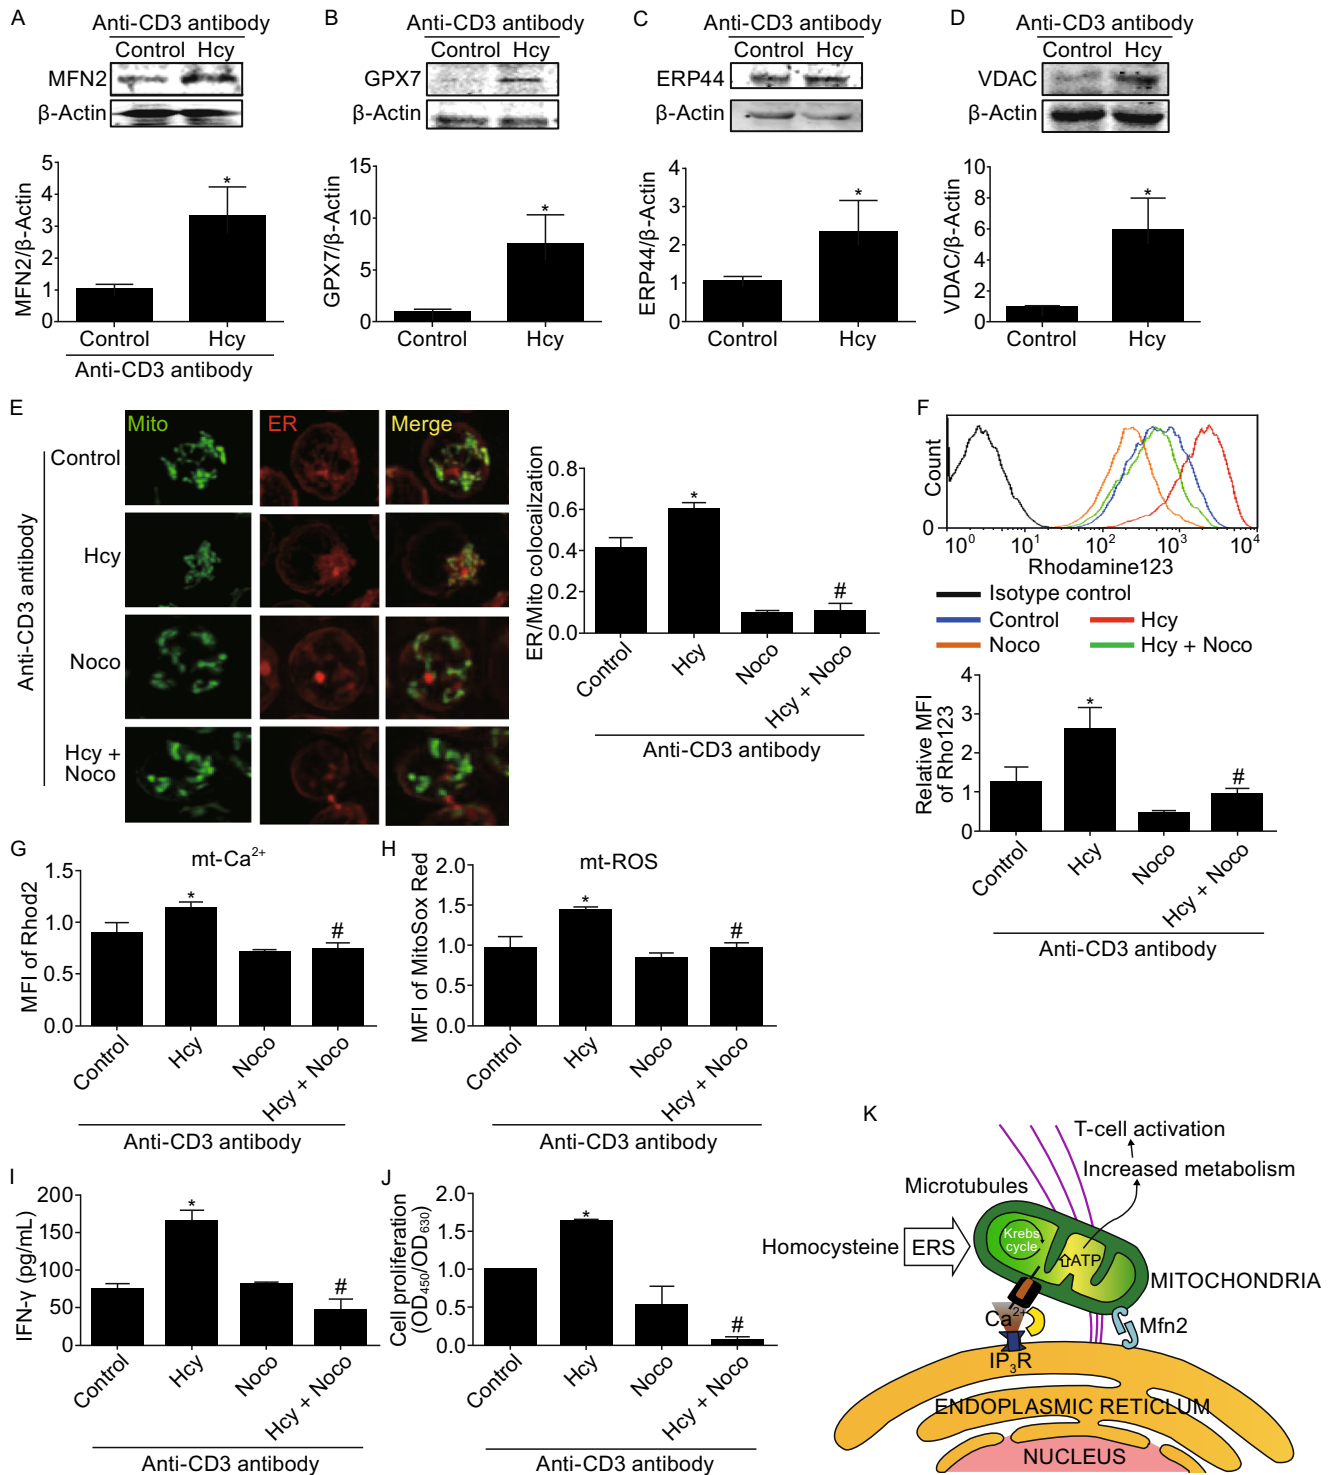 A
Anti-CD3 antibody
Control Hcy
MFN2
β-Actin
MFN2/β-Actin
5
4
3
2
1
0
*
Control
Hcy
Anti-CD3 antibody
B
Anti-CD3 antibody
Control Hcy
GPX7
β-Actin
GPX7/β-Actin
15
10
5
0
*
Control
Hcy
C
Anti-CD3 antibody
Control Hcy
ERP44
β-Actin
ERP44/β-Actin
4
3
2
1
0
*
Control
Hcy
D
Anti-CD3 antibody
Control Hcy
VDAC
β-Actin
VDAC/β-Actin
10
8
6
4
2
0
*
Control
Hcy
E
Mito
ER
Merge
Anti-CD3 antibody
Control
Hcy
Noco
Hcy +
Noco
ER/Mito colocailzation
0.8
0.6
0.4
0.2
0.0
*
#
Control
Hcy
Noco
Hcy + Noco
Anti-CD3 antibody
F
Count
0
10⁰
10¹
10²
10³
10⁴
Rhodamine123
Isotype control
Control
Hcy
Noco
Hcy + Noco
Relative MFI
of Rho123
4
3
2
1
0
*
#
Control
Hcy
Noco
Hcy + Noco
Anti-CD3 antibody
G
mt-Ca²⁺
MFI of Rhod2
1.5
1.0
0.5
0.0
*
#
Control
Hcy
Noco
Hcy + Noco
Anti-CD3 antibody
H
mt-ROS
MFI of MitoSox Red
2.0
1.5
1.0
0.5
0.0
*
#
Control
Hcy
Noco
Hcy + Noco
Anti-CD3 antibody
I
IFN-γ (pg/mL)
200
150
100
50
0
*
#
Control
Hcy
Noco
Hcy + Noco
Anti-CD3 antibody
J
Cell proliferation
(OD₄₅₀/OD₆₃₀)
2.0
1.5
1.0
0.5
0.0
*
#
Control
Hcy
Noco
Hcy + Noco
Anti-CD3 antibody
K
T-cell activation
Increased metabolism
Microtubules
Homocysteine
ERS
Krebs
cycle
⇧ATP
MITOCHONDRIA
Ca²⁺
Mfn2
IP₃R
ENDOPLASMIC RETICLUM
NUCLEUS